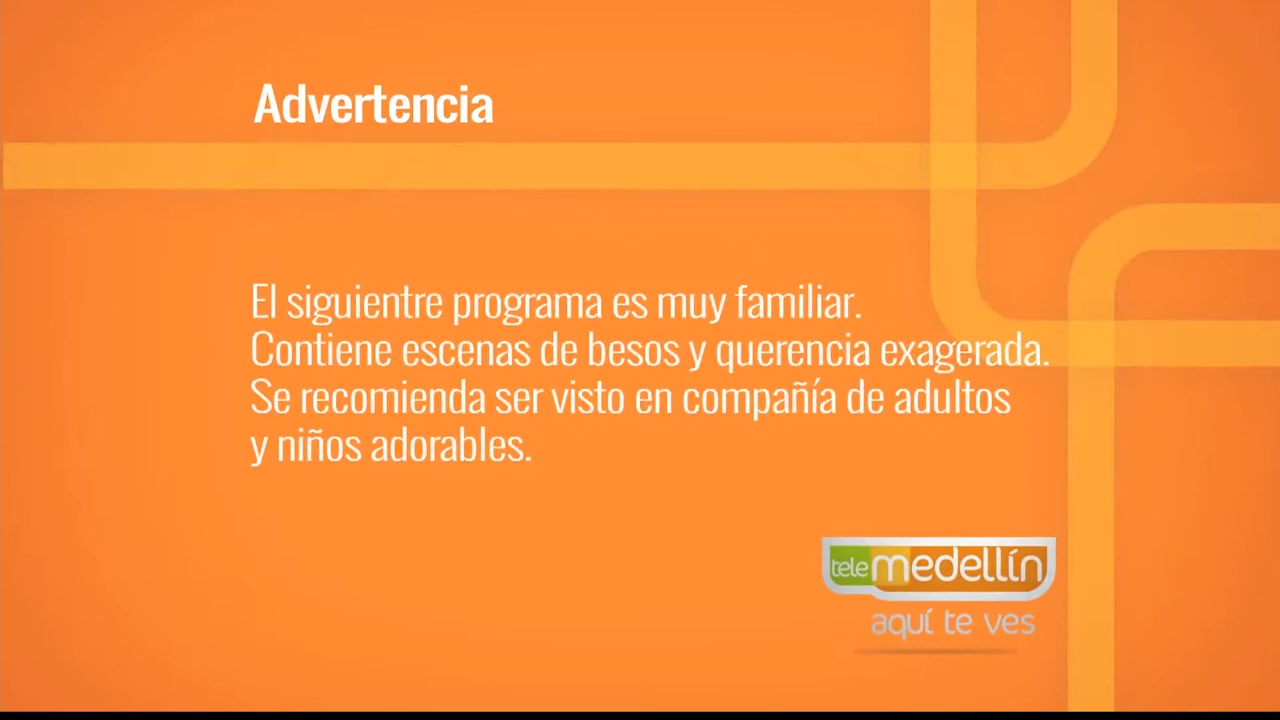 Advertencia
El siguientre programa es muy familiar.
Contiene escenas de besos y querencia exagerada.
Se recomienda ser visto en compañía de adultos
y niños adorables.
telemedellín
aquí te ves